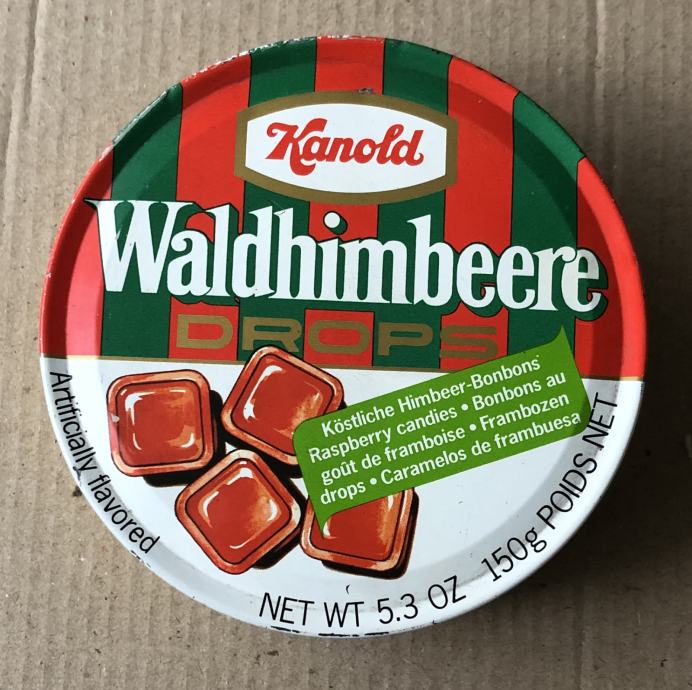 Kanold
Waldhimbeere
DROPS
Köstliche Himbeer-Bonbons
Raspberry candies • Bonbons au
goût de framboise • Frambozen
drops • Caramelos de frambuesa
Artificially flavored
NET WT 5.3 OZ 150g POIDS NET